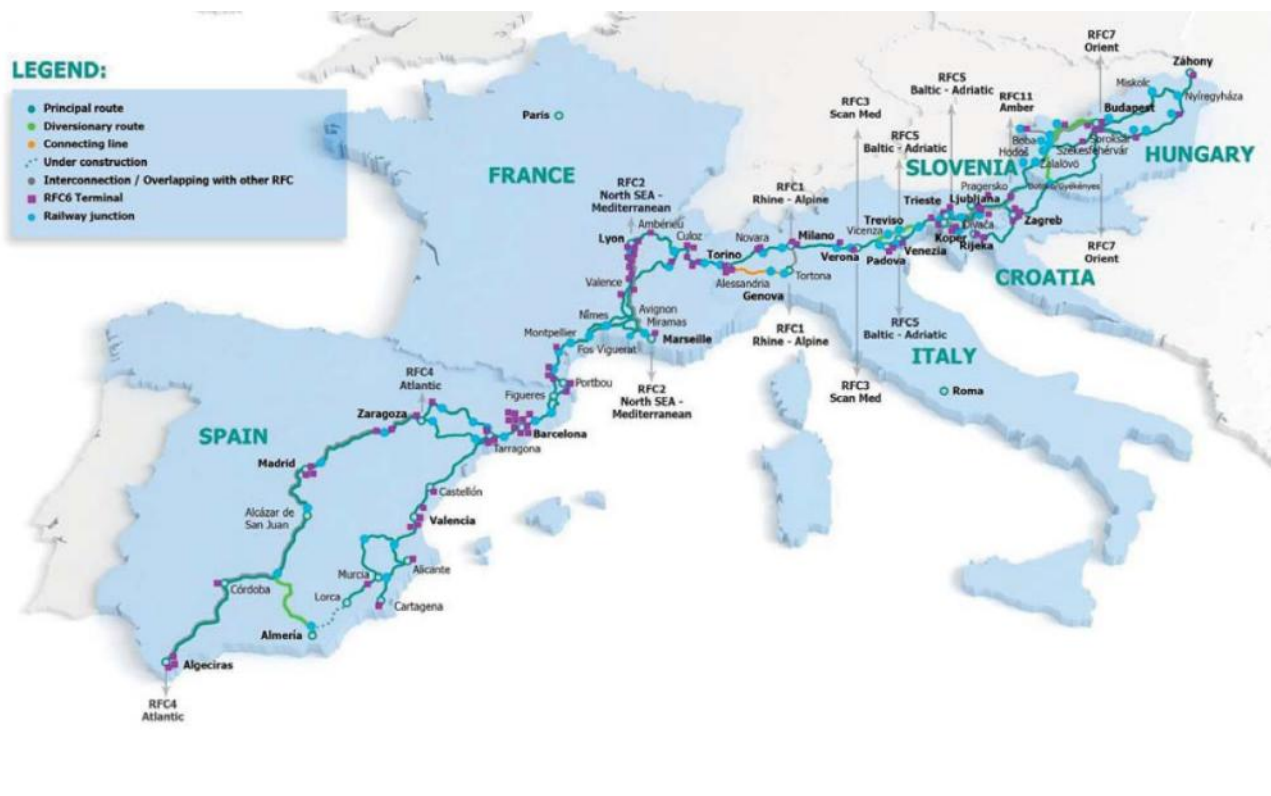 LEGEND:
Principal route
Diversionary route
Connecting line
Under construction
Interconnection / Overlapping with other RFC
RFC6 Terminal
Railway junction
Paris
FRANCE
RFC2
North SEA -
Mediterranean
Ambérieu
Lyon
Culoz
Valence
Avignon
Nîmes
Miramas
Montpellier
Marseille
Fos Viguerat
RFC2
North SEA -
Mediterranean
Portbou
Figueres
RFC4
Atlantic
Zaragoza
Barcelona
Tarragona
SPAIN
Madrid
Castellón
Alcázar de
San Juan
Valencia
Murcia
Alicante
Córdoba
Lorca
Cartagena
Almería
Algeciras
RFC4
Atlantic
RFC1
Rhine - Alpine
Novara
Milano
Torino
Alessandria
Tortona
Genova
RFC1
Rhine - Alpine
RFC3
Scan Med
Verona
RFC3
Scan Med
RFC5
Baltic - Adriatic
Treviso
Vicenza
Padova
Venezia
RFC5
Baltic - Adriatic
ITALY
Roma
RFC5
Baltic - Adriatic
SLOVENIA
Trieste
Pragersko
Ljubljana
Divača
Koper
Rijeka
Zagreb
CROATIA
RFC11
Amber
Boba
Hodoš
Zalalövő
RFC7
Orient
Záhony
Miskolc
Nyíregyháza
Budapest
Soroksár
Székesfehérvár
HUNGARY
RFC7
Orient